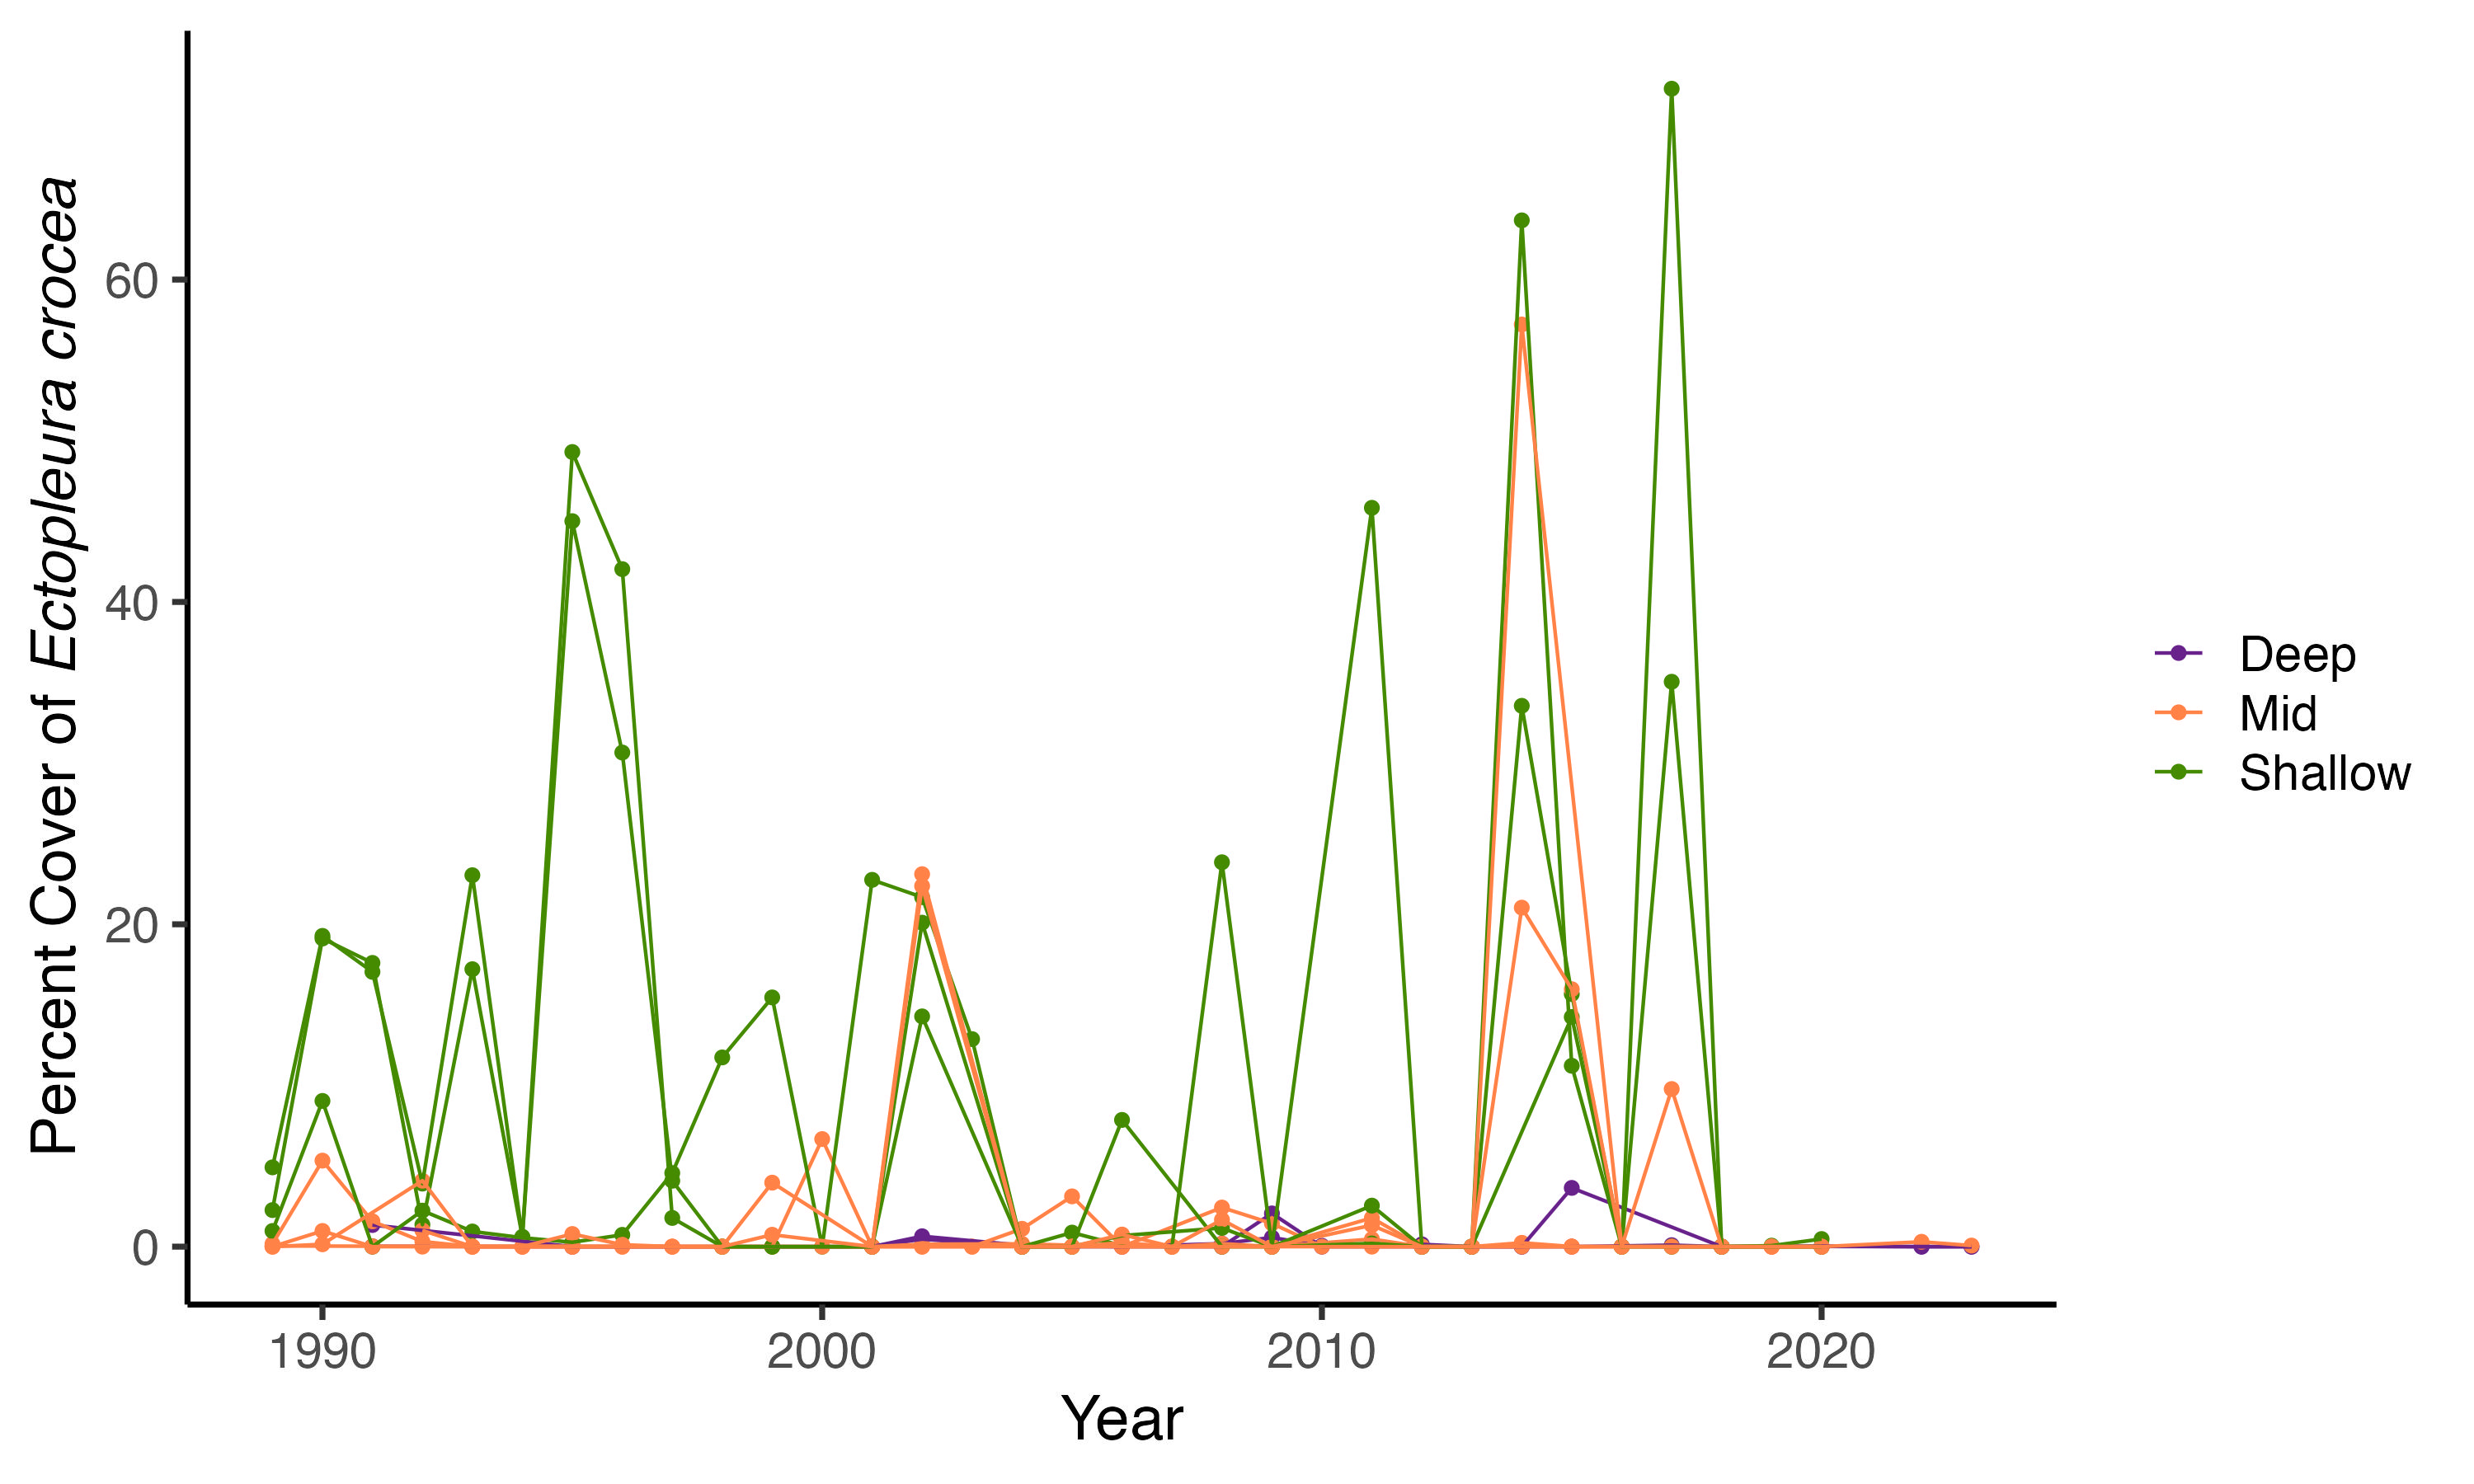 Percent Cover of Ectopleura crocea
60
40
20
0
1990 2000 2010 2020
Year
Deep
Mid
Shallow